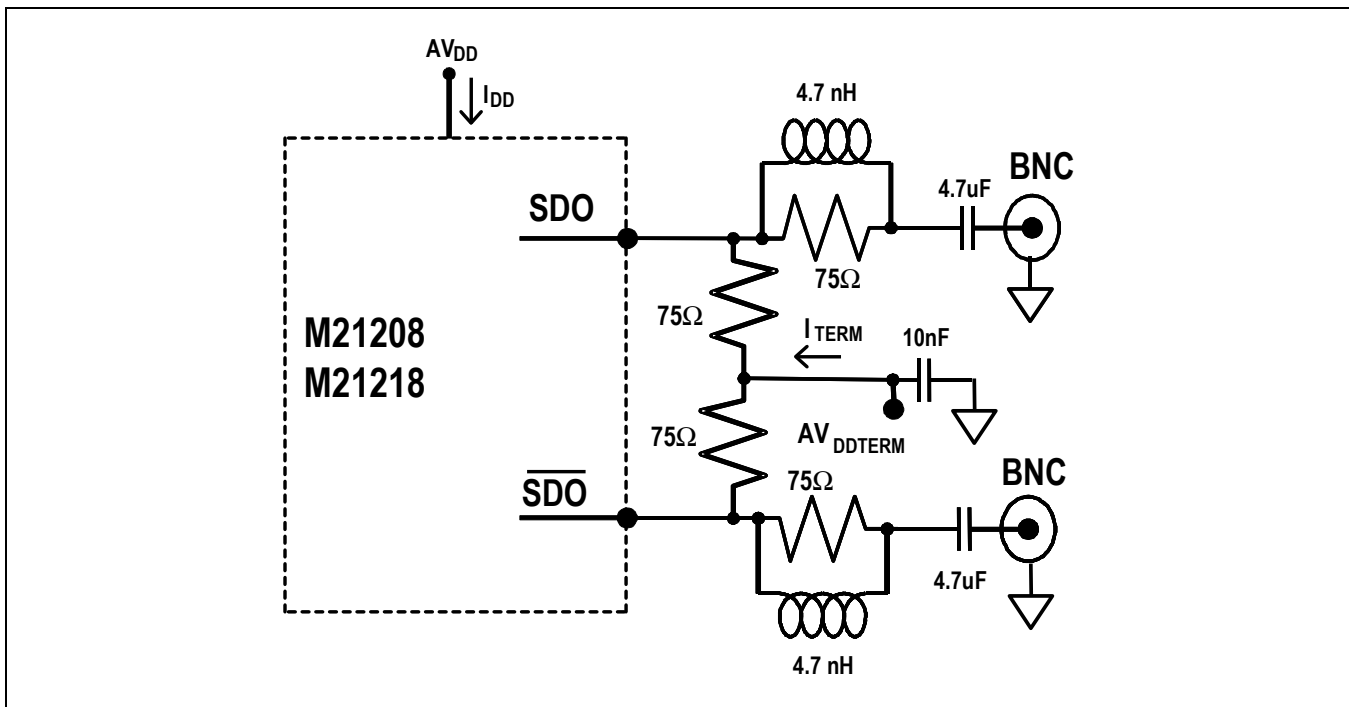 AVDD
IDD
4.7 nH
BNC
4.7uF
SDO
75Ω
75Ω
M21208
M21218
ITERM
10nF
75Ω
AVDDTERM
75Ω
BNC
SDO
4.7uF
4.7 nH